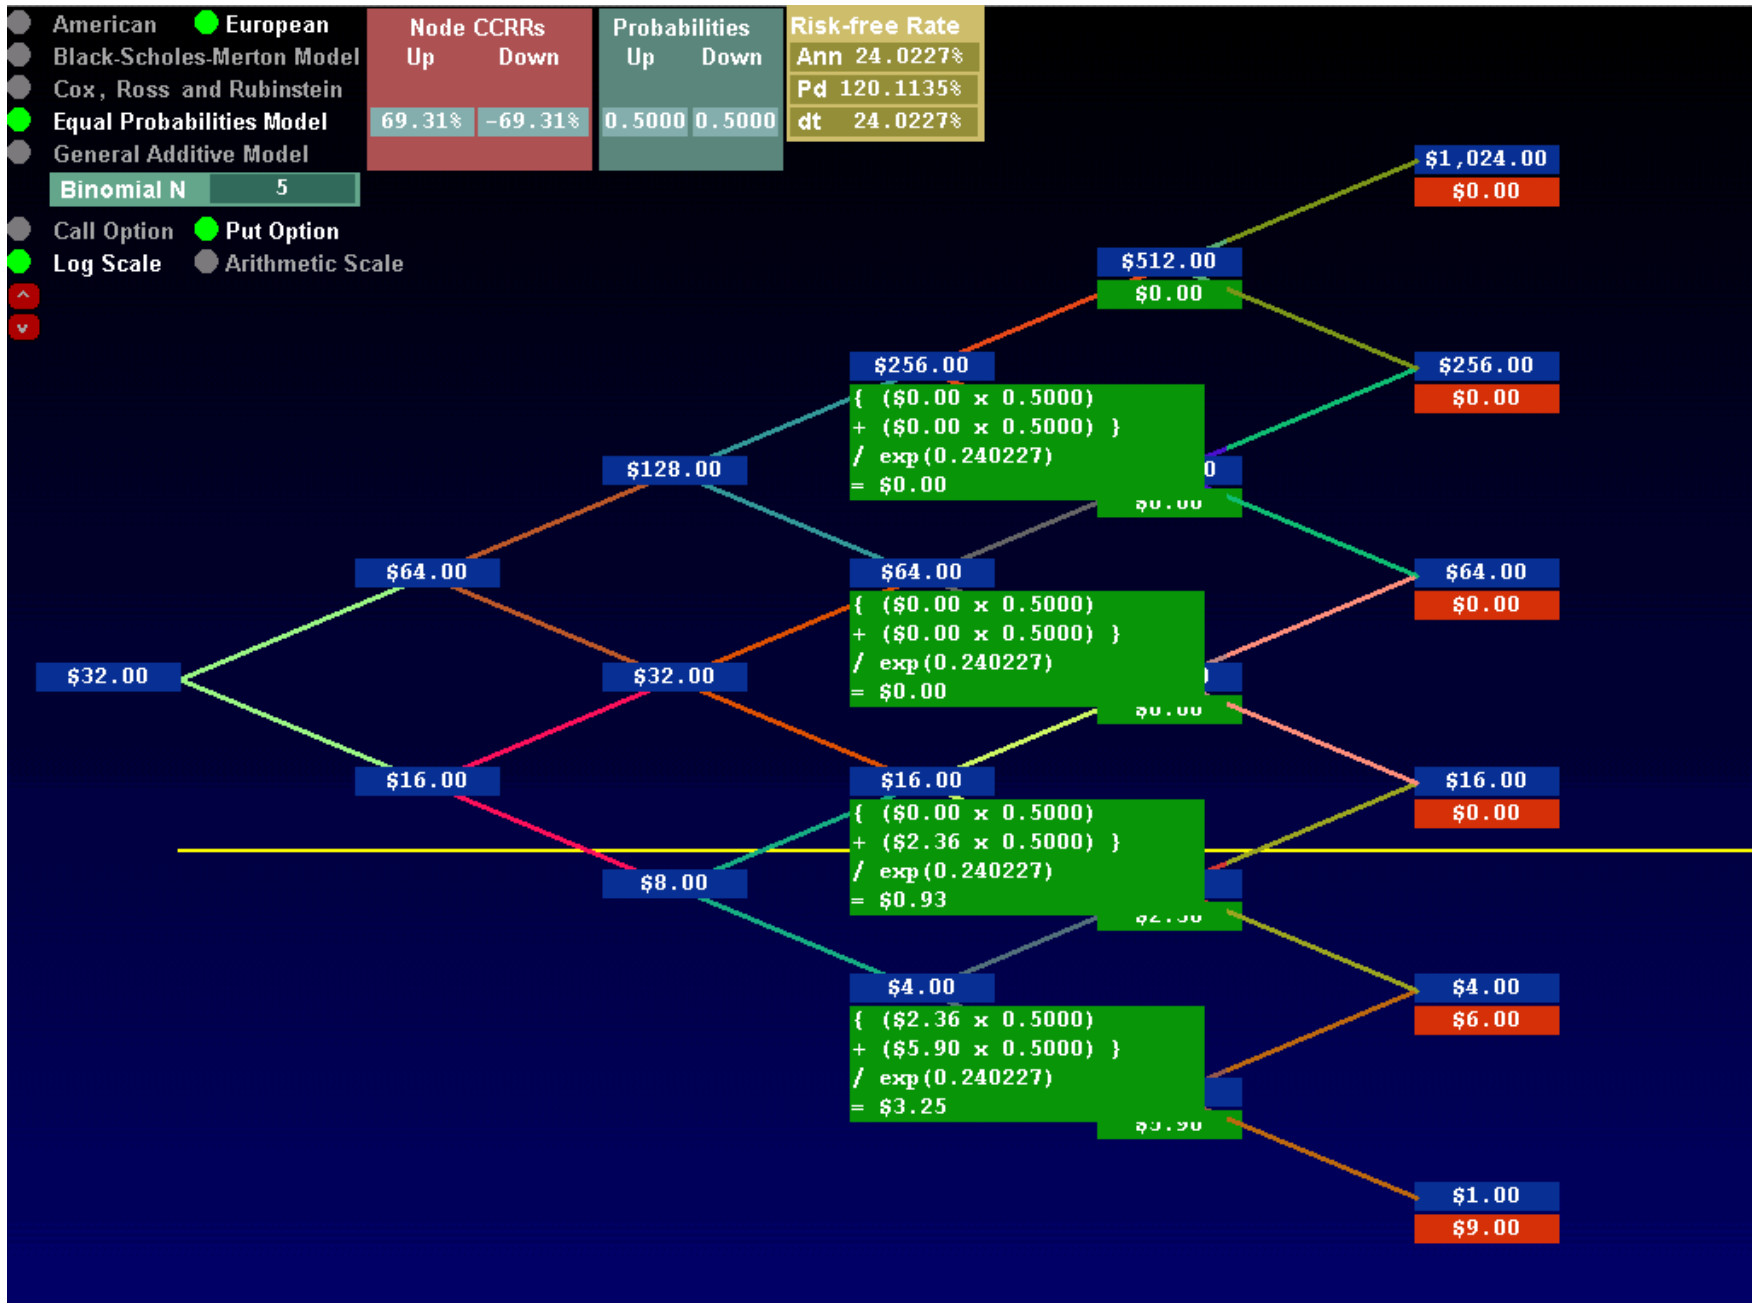 American European
Black-Scholes-Merton Model
Cox, Ross and Rubinstein
Equal Probabilities Model
General Additive Model
Binomial N 5
Call Option Put Option
Log Scale Arithmetic Scale
^
v
Node CCRRs
Up Down
69.31% -69.31%
Probabilities
Up Down
0.5000 0.5000
Risk-free Rate
Ann 24.0227%
Pd 120.1135%
dt 24.0227%
$32.00
$64.00
$16.00
$128.00
$32.00
$8.00
$256.00
{ ($0.00 x 0.5000)
+ ($0.00 x 0.5000) }
/ exp(0.240227)
= $0.00
$64.00
{ ($0.00 x 0.5000)
+ ($0.00 x 0.5000) }
/ exp(0.240227)
= $0.00
$16.00
{ ($0.00 x 0.5000)
+ ($2.36 x 0.5000) }
/ exp(0.240227)
= $0.93
$4.00
{ ($2.36 x 0.5000)
+ ($5.90 x 0.5000) }
/ exp(0.240227)
= $3.25
$512.00
$0.00
$0.00
$0.00
$2.36
$5.90
$1,024.00
$0.00
$256.00
$0.00
$64.00
$0.00
$16.00
$0.00
$4.00
$6.00
$1.00
$9.00